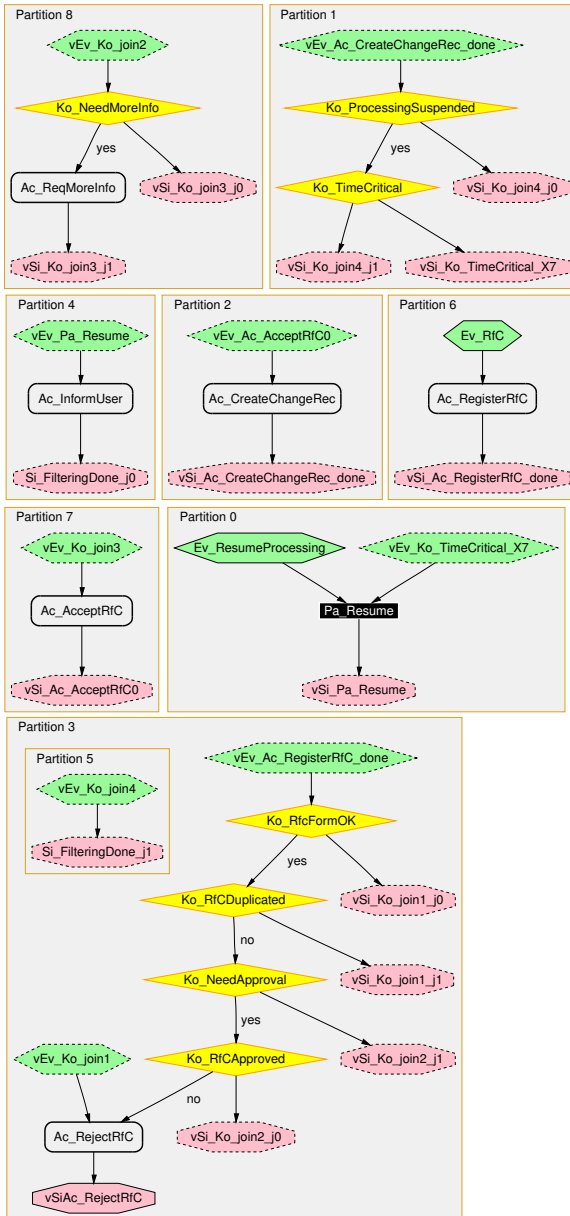 Partition 8
vEv_Ko_join2
Ko_NeedMoreInfo
yes
Ac_ReqMoreInfo
vSi_Ko_join3_j0
vSi_Ko_join3_j1
Partition 1
vEv_Ac_CreateChangeRec_done
Ko_ProcessingSuspended
yes
Ko_TimeCritical
vSi_Ko_join4_j0
vSi_Ko_join4_j1
vSi_Ko_TimeCritical_X7
Partition 4
vEv_Pa_Resume
Ac_InformUser
Si_FilteringDone_j0
Partition 2
vEv_Ac_AcceptRfC0
Ac_CreateChangeRec
vSi_Ac_CreateChangeRec_done
Partition 6
Ev_RfC
Ac_RegisterRfC
vSi_Ac_RegisterRfC_done
Partition 7
vEv_Ko_join3
Ac_AcceptRfC
vSi_Ac_AcceptRfC0
Partition 0
Ev_ResumeProcessing
vEv_Ko_TimeCritical_X7
Pa_Resume
vSi_Pa_Resume
Partition 3
Partition 5
vEv_Ko_join4
Si_FilteringDone_j1
vEv_Ac_RegisterRfC_done
Ko_RfcFormOK
yes
Ko_RfCDuplicated
vSi_Ko_join1_j0
no
Ko_NeedApproval
vSi_Ko_join1_j1
yes
Ko_RfCApproved
vSi_Ko_join2_j1
vEv_Ko_join1
no
Ac_RejectRfC
vSi_Ko_join2_j0
vSiAc_RejectRfC